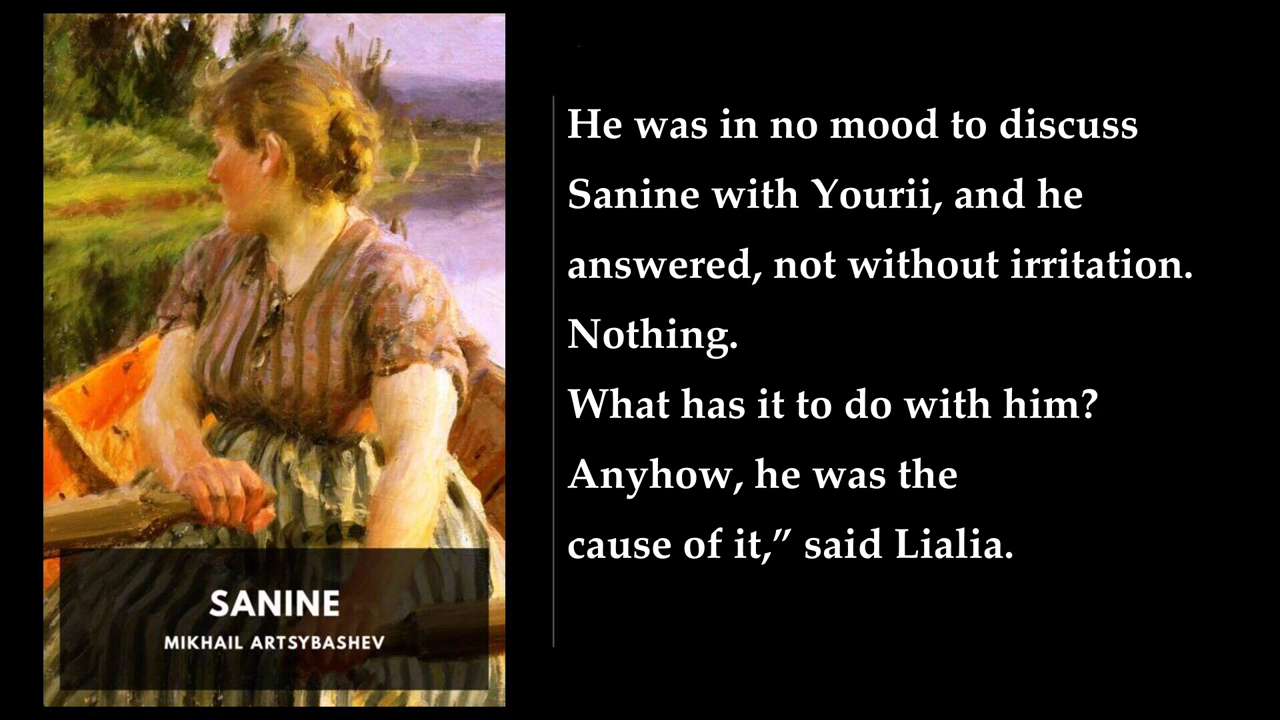 He was in no mood to discuss
Sanine with Yourii, and he
answered, not without irritation.
Nothing.
What has it to do with him?
Anyhow, he was the
cause of it,” said Lialia.
SANINE
MIKHAIL ARTSYBASHEV